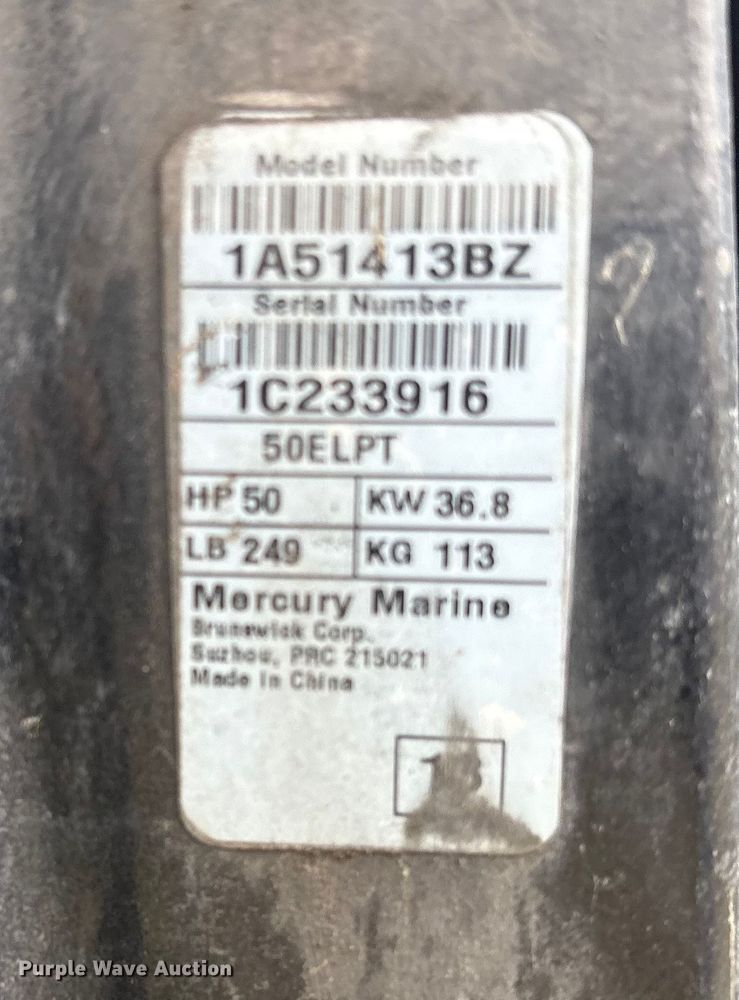 Model Number
1A51413BZ
Serial Number
1C233916
50ELPT
HP 50 KW 36.8
LB 249 KG 113
Mercury Marine
Brunswick Corp.
Suzhou, PRC 215021
Made in China
Purple Wave Auction